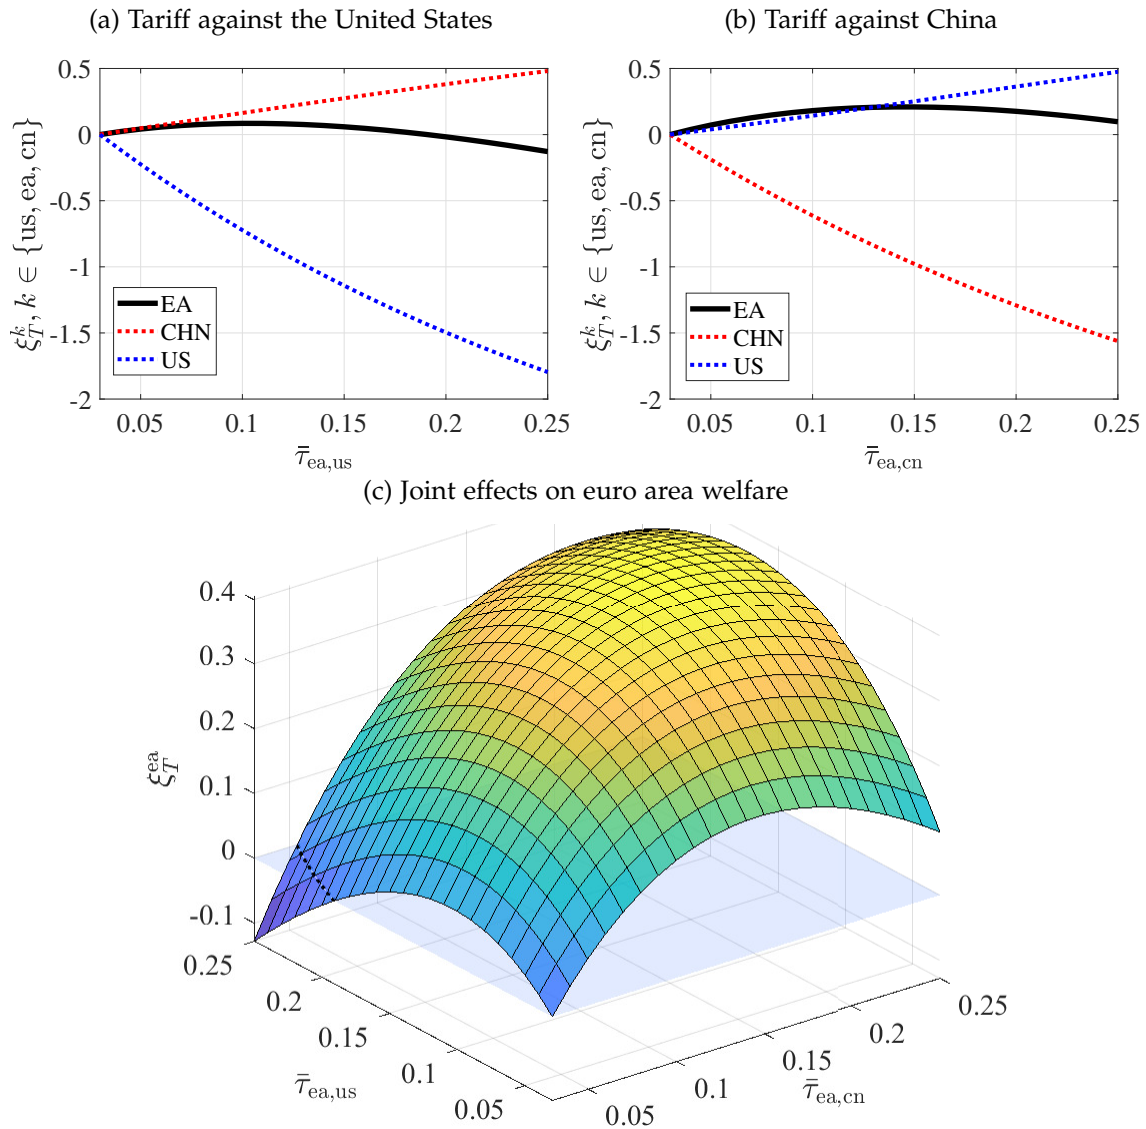 (a) Tariff against the United States
(b) Tariff against China
0.5
0
-0.5
-1
-1.5
-2
0.05 0.1 0.15 0.2 0.25
ξ_T^k, k ∈ {us, ea, cn}
τ̄_ea,us
EA
CHN
US
0.5
0
-0.5
-1
-1.5
-2
0.05 0.1 0.15 0.2 0.25
ξ_T^k, k ∈ {us, ea, cn}
τ̄_ea,cn
EA
CHN
US
(c) Joint effects on euro area welfare
0.4
0.3
0.2
0.1
0
-0.1
ξ_T^ea
0.25
0.2
0.15
0.1
0.05
τ̄_ea,us
0.05
0.1
0.15
0.2
0.25
τ̄_ea,cn